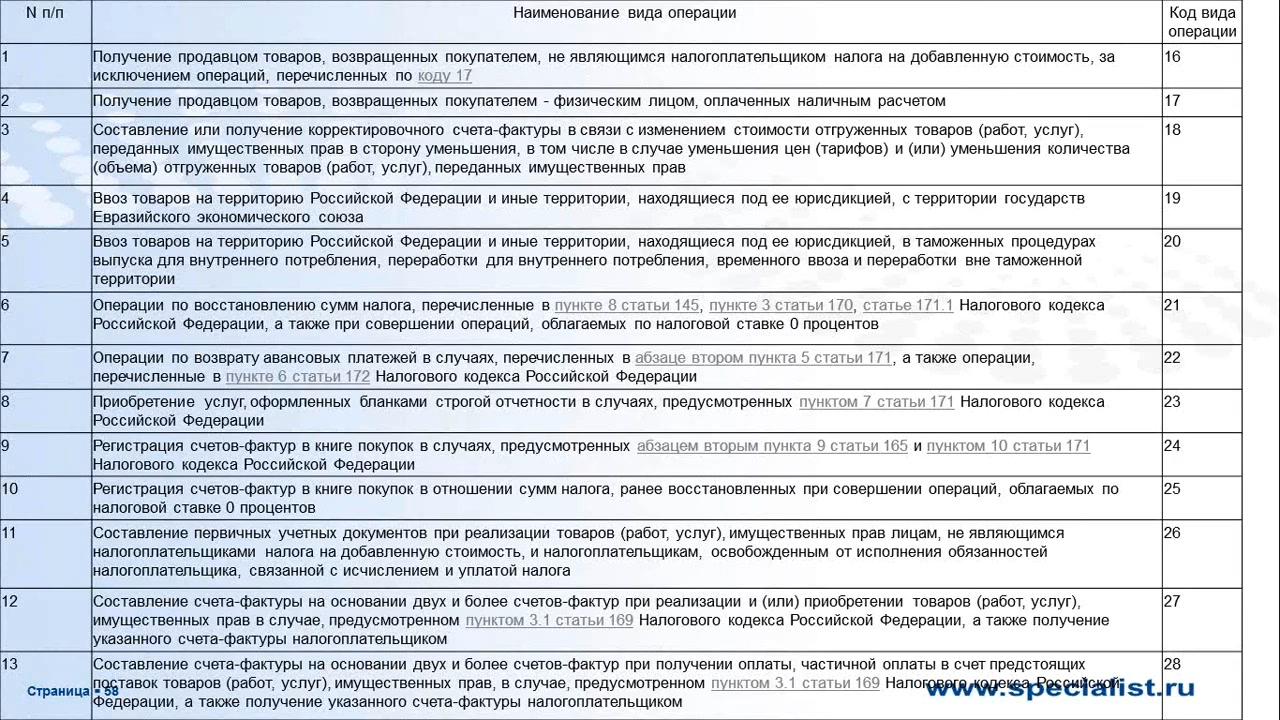 N п/п Наименование вида операции Код вида
операции
1 Получение продавцом товаров, возвращенных покупателем, не являющимся налогоплательщиком налога на добавленную стоимость, за 16
исключением операций, перечисленных по коду 17
2 Получение продавцом товаров, возвращенных покупателем - физическим лицом, оплаченных наличным расчетом 17
3 Составление или получение корректировочного счета-фактуры в связи с изменением стоимости отгруженных товаров (работ, услуг), 18
переданных имущественных прав в сторону уменьшения, в том числе в случае уменьшения цен (тарифов) и (или) уменьшения количества
(объема) отгруженных товаров (работ, услуг), переданных имущественных прав
4 Ввоз товаров на территорию Российской Федерации и иные территории, находящиеся под ее юрисдикцией, с территории государств 19
Евразийского экономического союза
5 Ввоз товаров на территорию Российской Федерации и иные территории, находящиеся под ее юрисдикцией, в таможенных процедурах 20
выпуска для внутреннего потребления, переработки для внутреннего потребления, временного ввоза и переработки вне таможенной
территории
6 Операции по восстановлению сумм налога, перечисленные в пункте 8 статьи 145, пункте 3 статьи 170, статье 171.1 Налогового кодекса 21
Российской Федерации, а также при совершении операций, облагаемых по налоговой ставке 0 процентов
7 Операции по возврату авансовых платежей в случаях, перечисленных в абзаце втором пункта 5 статьи 171, а также операции, 22
перечисленные в пункте 6 статьи 172 Налогового кодекса Российской Федерации
8 Приобретение услуг, оформленных бланками строгой отчетности в случаях, предусмотренных пунктом 7 статьи 171 Налогового кодекса 23
Российской Федерации
9 Регистрация счетов-фактур в книге покупок в случаях, предусмотренных абзацем вторым пункта 9 статьи 165 и пунктом 10 статьи 171 24
Налогового кодекса Российской Федерации
10 Регистрация счетов-фактур в книге покупок в отношении сумм налога, ранее восстановленных при совершении операций, облагаемых по 25
налоговой ставке 0 процентов
11 Составление первичных учетных документов при реализации товаров (работ, услуг), имущественных прав лицам, не являющимся 26
налогоплательщиками налога на добавленную стоимость, и налогоплательщикам, освобожденным от исполнения обязанностей
налогоплательщика, связанной с исчислением и уплатой налога
12 Составление счета-фактуры на основании двух и более счетов-фактур при реализации и (или) приобретении товаров (работ, услуг), 27
имущественных прав в случае, предусмотренном пунктом 3.1 статьи 169 Налогового кодекса Российской Федерации, а также получение
указанного счета-фактуры налогоплательщиком
13 Составление счета-фактуры на основании двух и более счетов-фактур при получении оплаты, частичной оплаты в счет предстоящих 28
поставок товаров (работ, услуг), имущественных прав, в случае, предусмотренном пунктом 3.1 статьи 169 Налогового кодекса Российской
Федерации, а также получение указанного счета-фактуры налогоплательщиком
Страница ▪ 58 www.specialist.ru